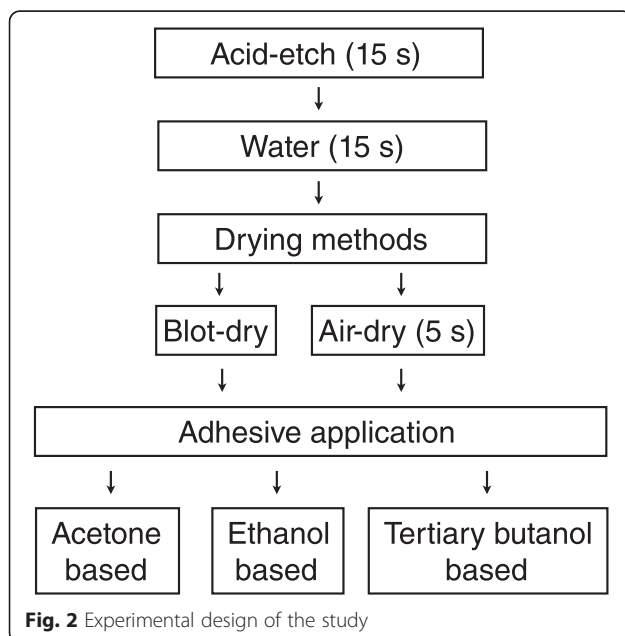 Acid-etch (15 s)
Water (15 s)
Drying methods
Blot-dry
Air-dry (5 s)
Adhesive application
Acetone
based
Ethanol
based
Tertiary butanol
based
Fig. 2 Experimental design of the study